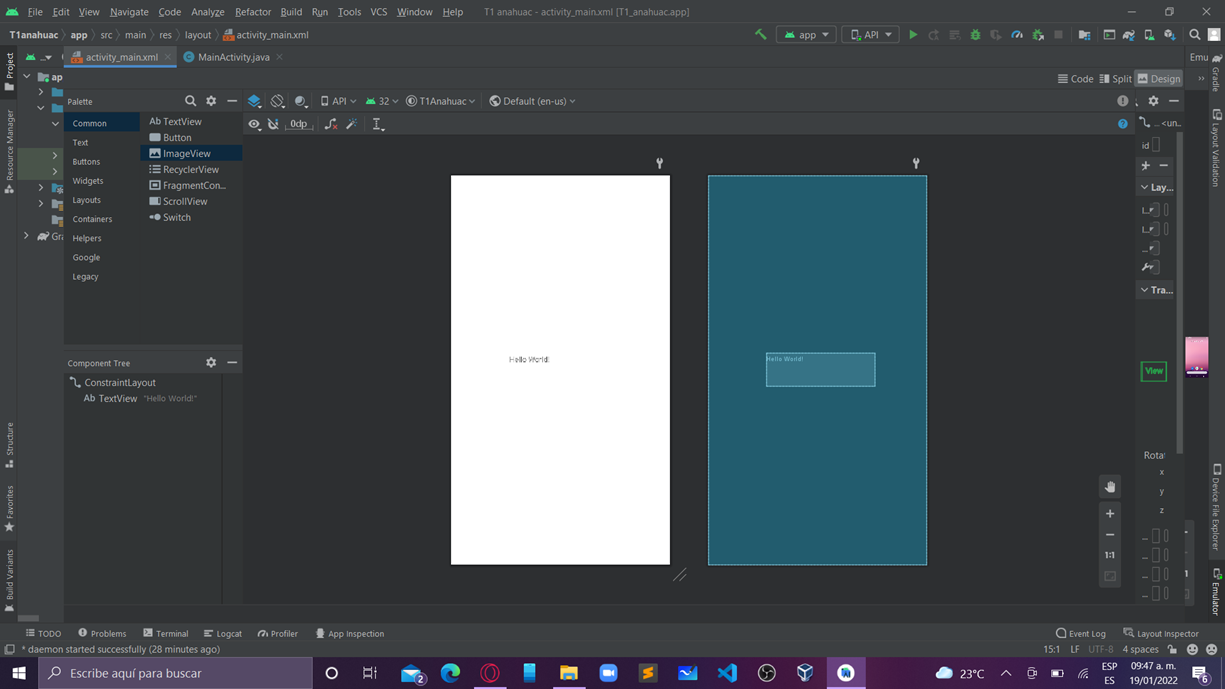 File Edit View Navigate Code Analyze Refactor Build Run Tools VCS Window Help T1 anahuac - activity_main.xml [T1_anahuac.app]
T1anahuac app src main res layout activity_main.xml app API
Project
activity_main.xml MainActivity.java Emu
ap
Code Split Design
Gradle
Palette API 32 T1Anahuac Default (en-us)
Resource Manager
Common
Text
Buttons
Widgets
Layouts
Containers
Helpers
Google
Legacy
Ab TextView
Button
ImageView
RecyclerView
FragmentCon...
ScrollView
Switch
0dp
... <un...
id
Layout Validation
Lay...
Tra...
View
Hello World!
Hello World!
Component Tree
ConstraintLayout
Ab TextView "Hello World!"
Gra
Structure
Favorites
Build Variants
Rotat
x
y
z
1:1
Device File Explorer
Emulator
TODO Problems Terminal Logcat Profiler App Inspection Event Log Layout Inspector
* daemon started successfully (28 minutes ago) 15:1 LF UTF-8 4 spaces
Escribe aquí para buscar 2 23°C ESP 09:47 a. m.
ES 19/01/2022 6